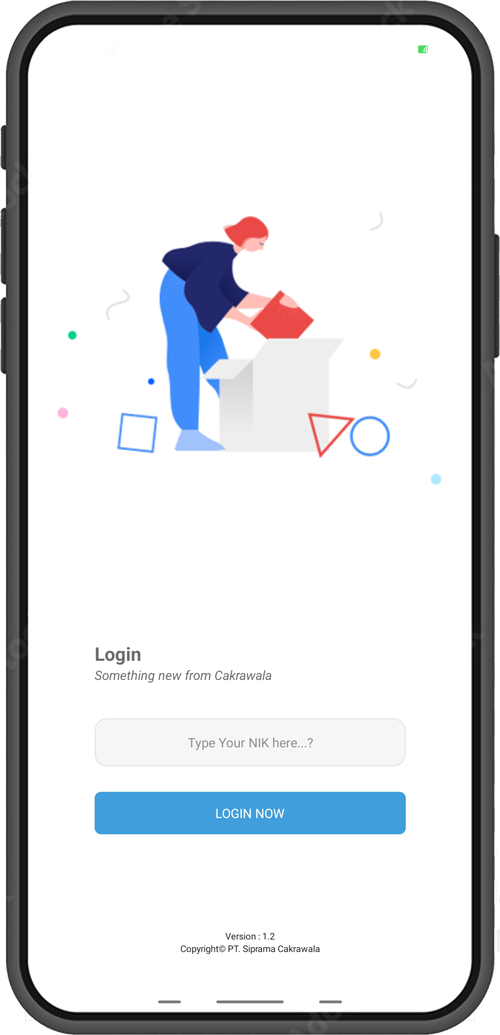 Login
Something new from Cakrawala
Type Your NIK here...?
LOGIN NOW
Version : 1.2
Copyright© PT. Siprama Cakrawala